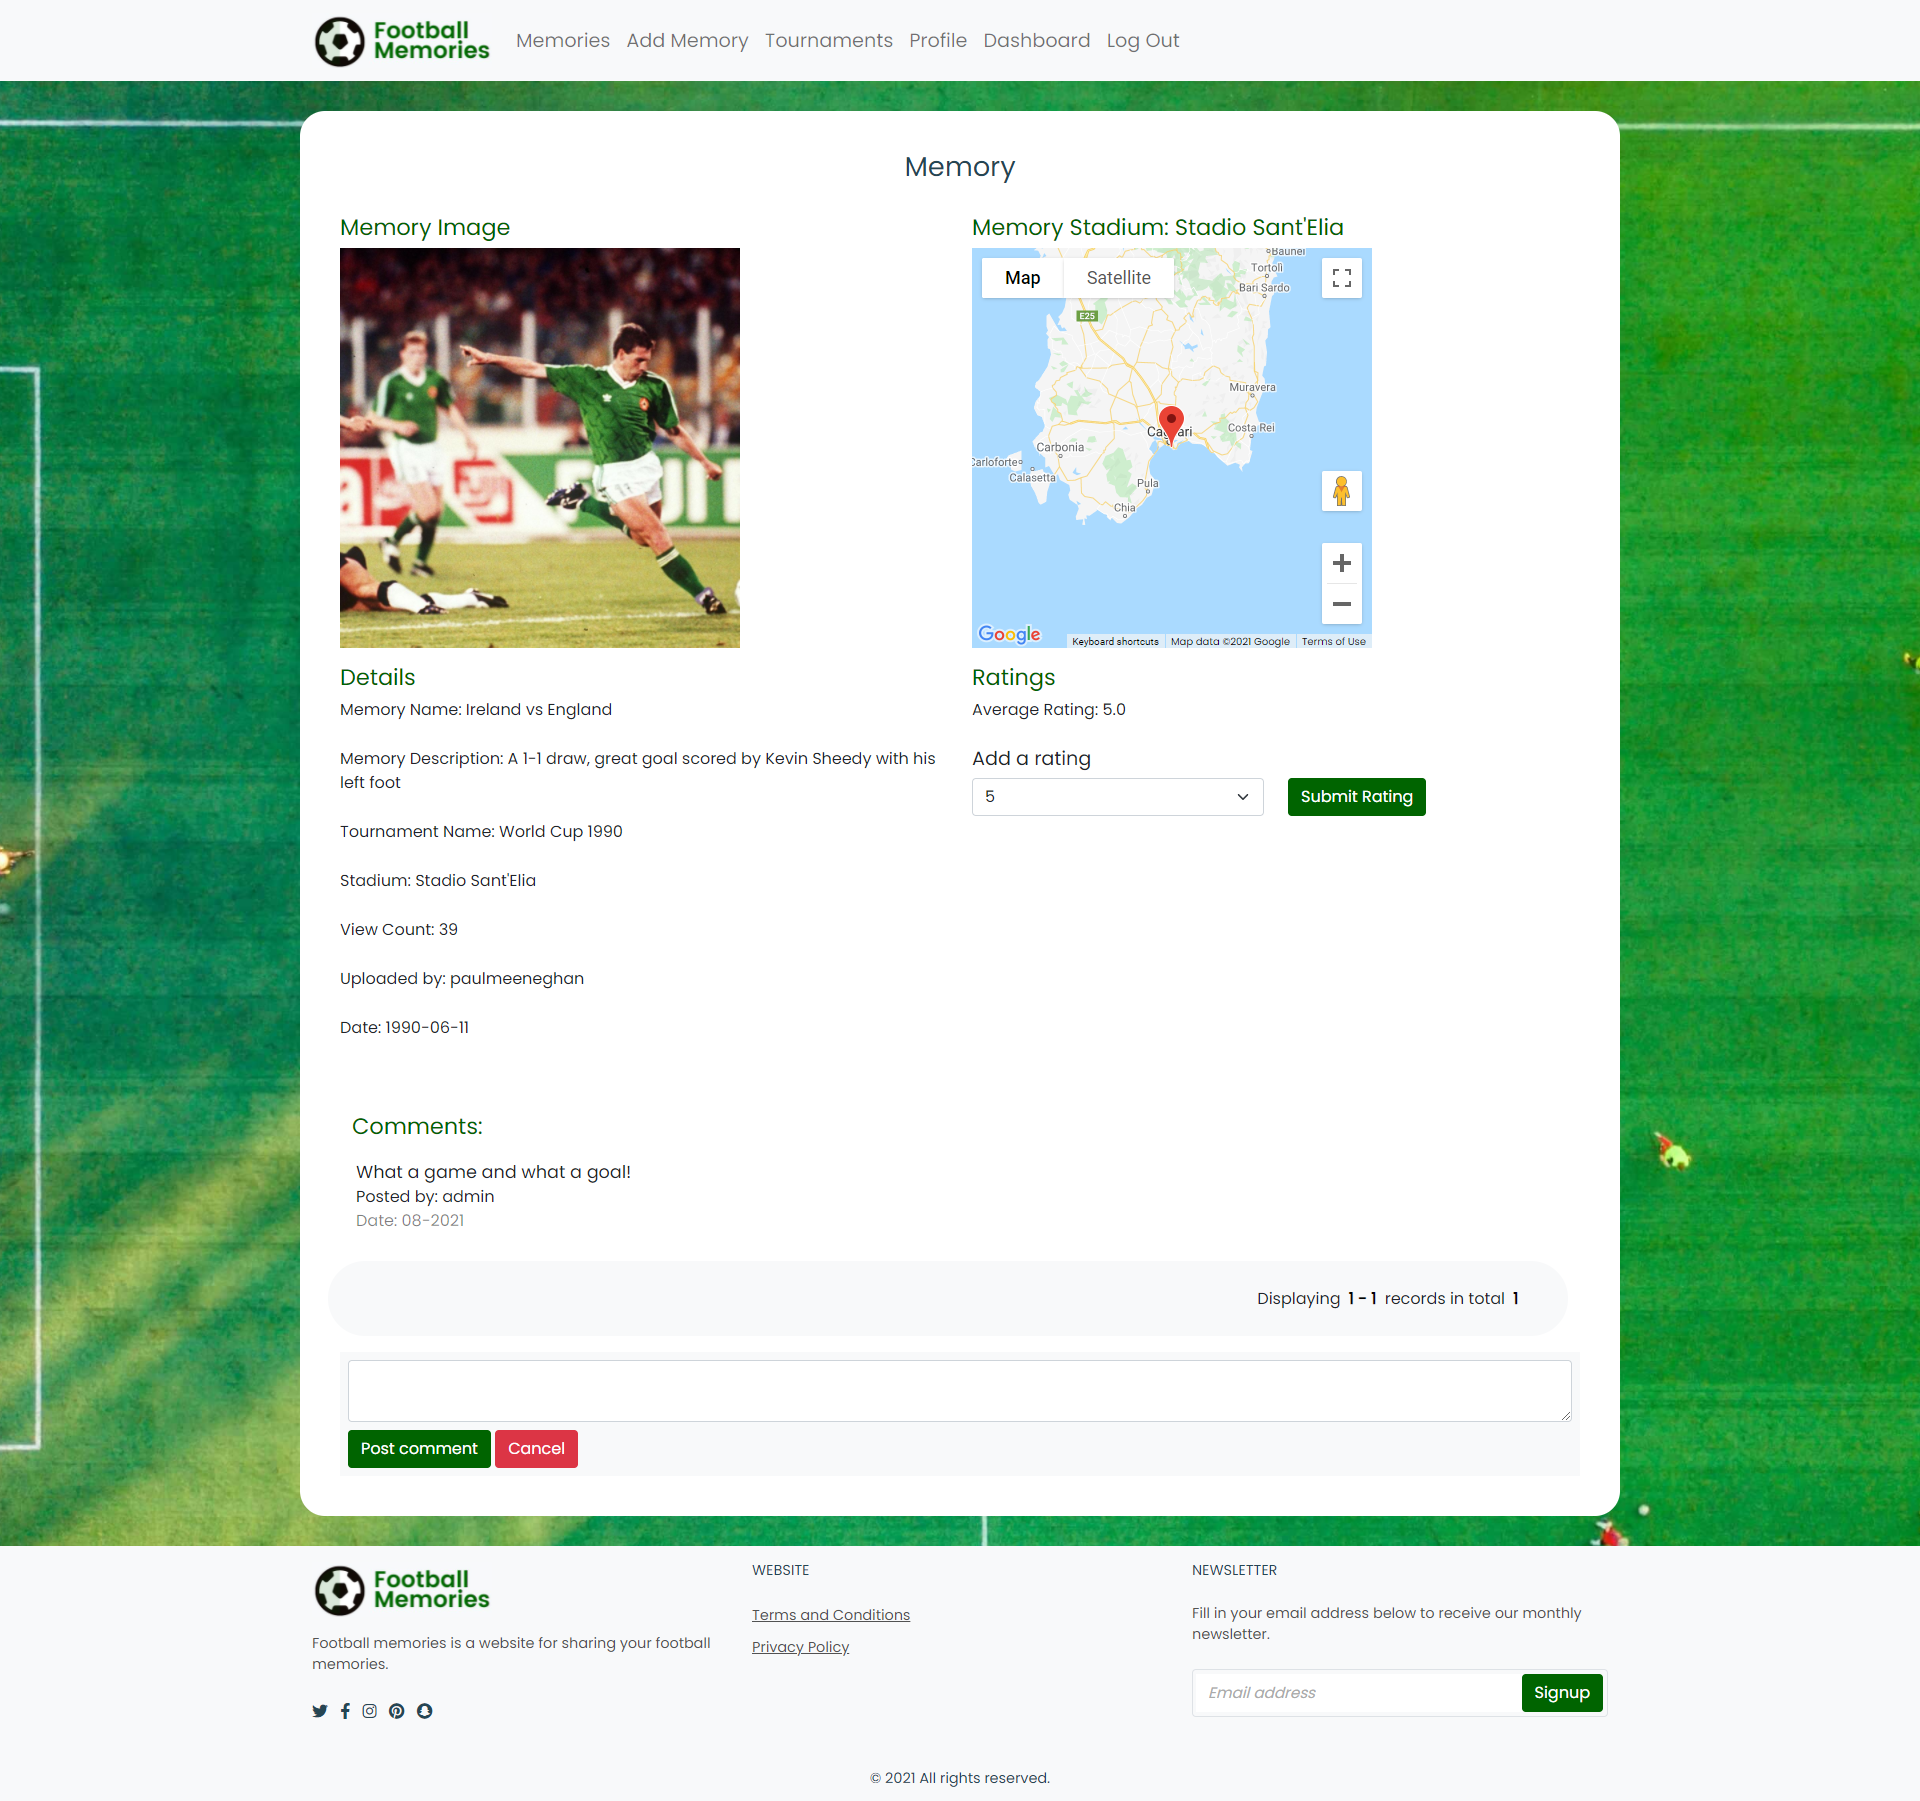 Football
Memories
Memories Add Memory Tournaments Profile Dashboard Log Out
Memory
Memory Image
Memory Stadium: Stadio Sant'Elia
Map Satellite
Baunei
Tortolì
Bari Sardo
E25
Muravera
Costa Rei
Carbonia
Carloforte
Calasetta
Pula
Chia
Google
Keyboard shortcuts Map data ©2021 Google Terms of Use
Details
Memory Name: Ireland vs England
Memory Description: A 1-1 draw, great goal scored by Kevin Sheedy with his
left foot
Tournament Name: World Cup 1990
Stadium: Stadio Sant'Elia
View Count: 39
Uploaded by: paulmeeneghan
Date: 1990-06-11
Ratings
Average Rating: 5.0
Add a rating
5
Submit Rating
Comments:
What a game and what a goal!
Posted by: admin
Date: 08-2021
Displaying 1 - 1 records in total 1
Post comment Cancel
Football
Memories
Football memories is a website for sharing your football
memories.
WEBSITE
Terms and Conditions
Privacy Policy
NEWSLETTER
Fill in your email address below to receive our monthly
newsletter.
Email address
Signup
© 2021 All rights reserved.